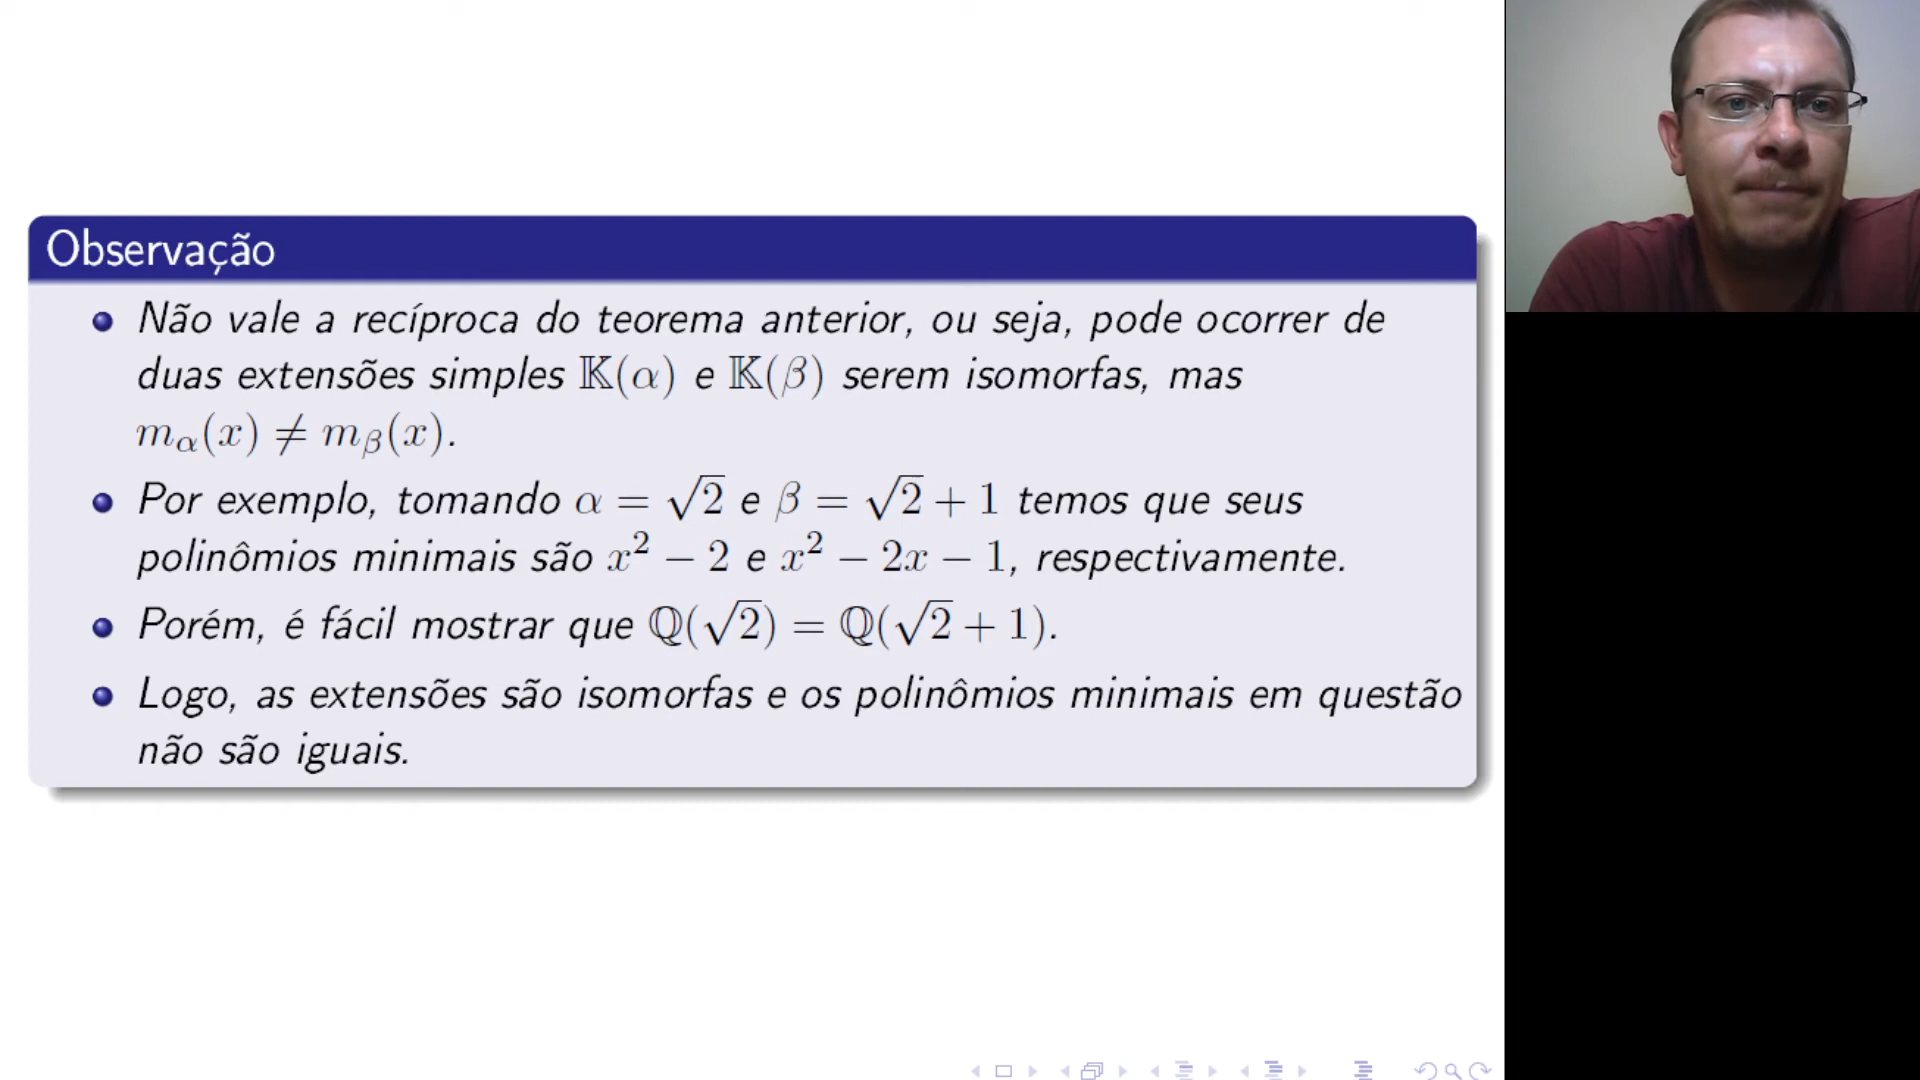 Observação
Não vale a recíproca do teorema anterior, ou seja, pode ocorrer de
duas extensões simples 𝕂(α) e 𝕂(β) serem isomorfas, mas
m_α(x) ≠ m_β(x).
Por exemplo, tomando α = √2 e β = √2 + 1 temos que seus
polinômios minimais são x² − 2 e x² − 2x − 1, respectivamente.
Porém, é fácil mostrar que ℚ(√2) = ℚ(√2 + 1).
Logo, as extensões são isomorfas e os polinômios minimais em questão
não são iguais.